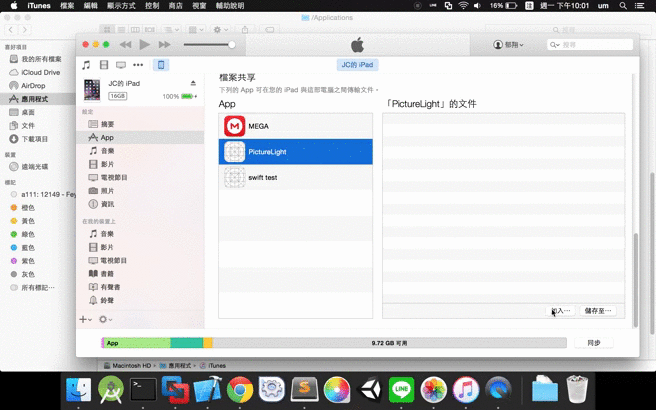 iTunes 檔案 編輯 顯示方式 控制 商店 視窗 輔助說明 16% 週一 下午10:01 um
/Applications
搜尋
喜好項目
我的所有檔案
iCloud Drive
AirDrop
應用程式
桌面
文件
下載項目
裝置
遠端光碟
標記
a111: 12149 - Fey
橙色
黃色
綠色
藍色
紫色
灰色
所有標記⋯
搜尋
JC的 iPad
JC的 iPad
16GB
100%
設定
摘要
App
音樂
影片
電視節目
照片
資訊
在我的裝置上
音樂
影片
電視節目
書籍
有聲書
鈴聲
檔案共享
下列的 App 可在您的 iPad 與這部電腦之間傳輸文件。
App
MEGA
PictureLight
swift test
「PictureLight」的文件
加入⋯
儲存至⋯
App
9.72 GB 可用
同步
Macintosh HD ▸ 應用程式 ▸ iTunes
LINE